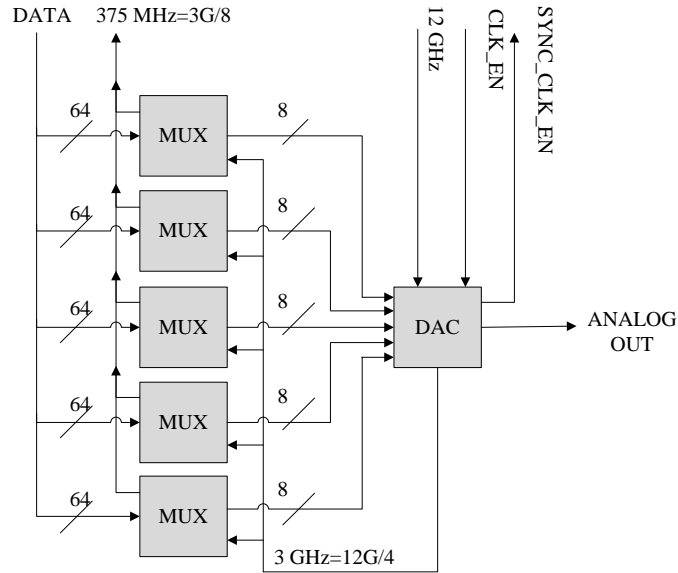 DATA
375 MHz=3G/8
12 GHz
CLK_EN
SYNC_CLK_EN
64
MUX
8
64
MUX
8
64
MUX
8
DAC
ANALOG
OUT
64
MUX
8
64
MUX
8
3 GHz=12G/4